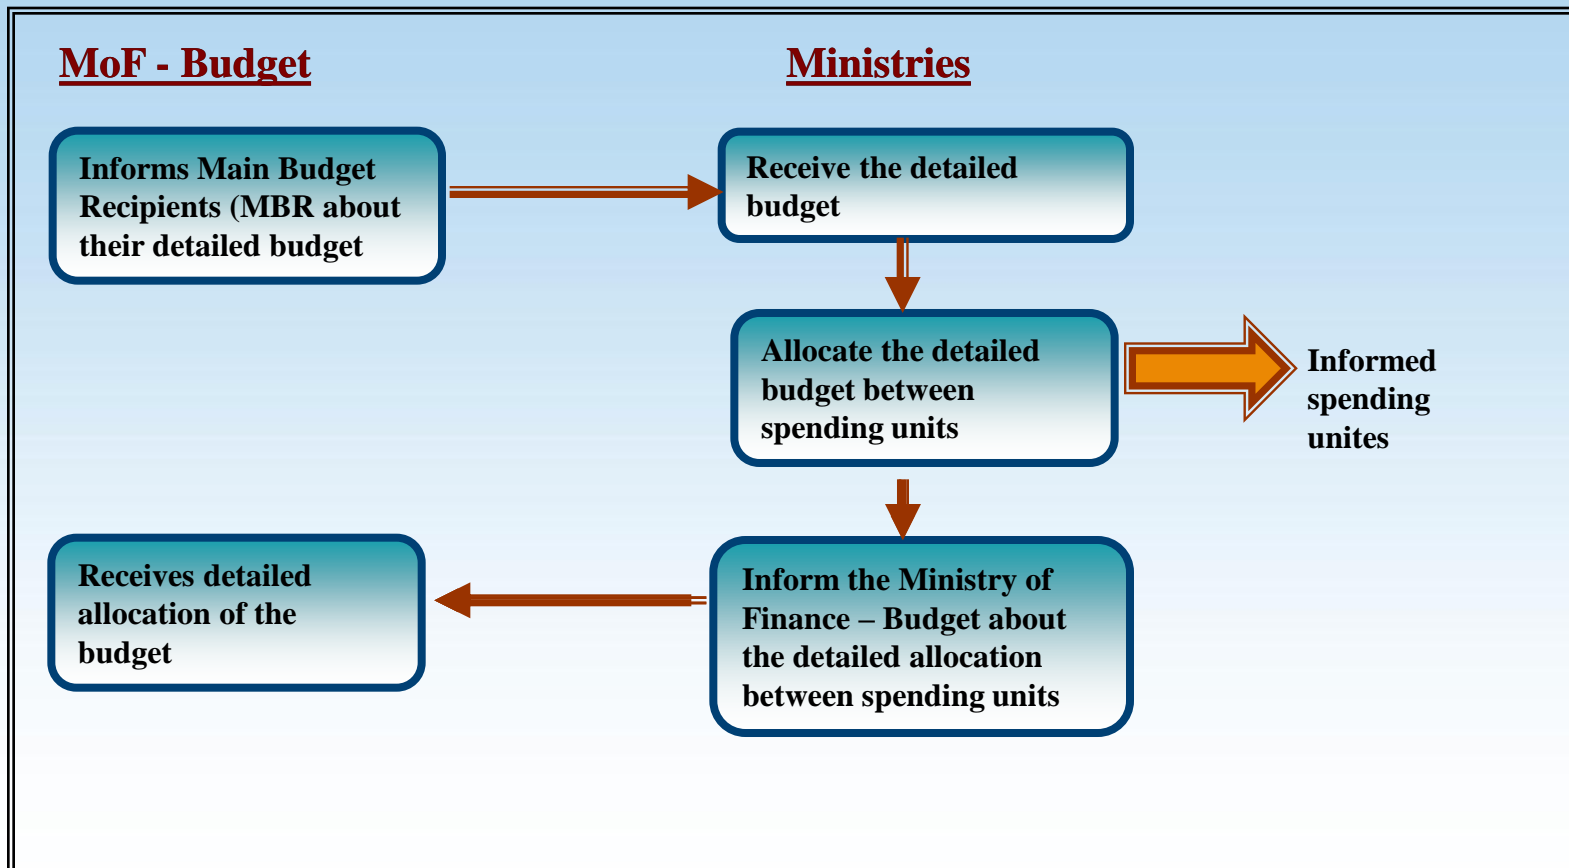 MoF - Budget
Ministries
Informs Main Budget
Recipients (MBR about
their detailed budget
Receive the detailed
budget
Allocate the detailed
budget between
spending units
Informed
spending
unites
Inform the Ministry of
Finance – Budget about
the detailed allocation
between spending units
Receives detailed
allocation of the
budget